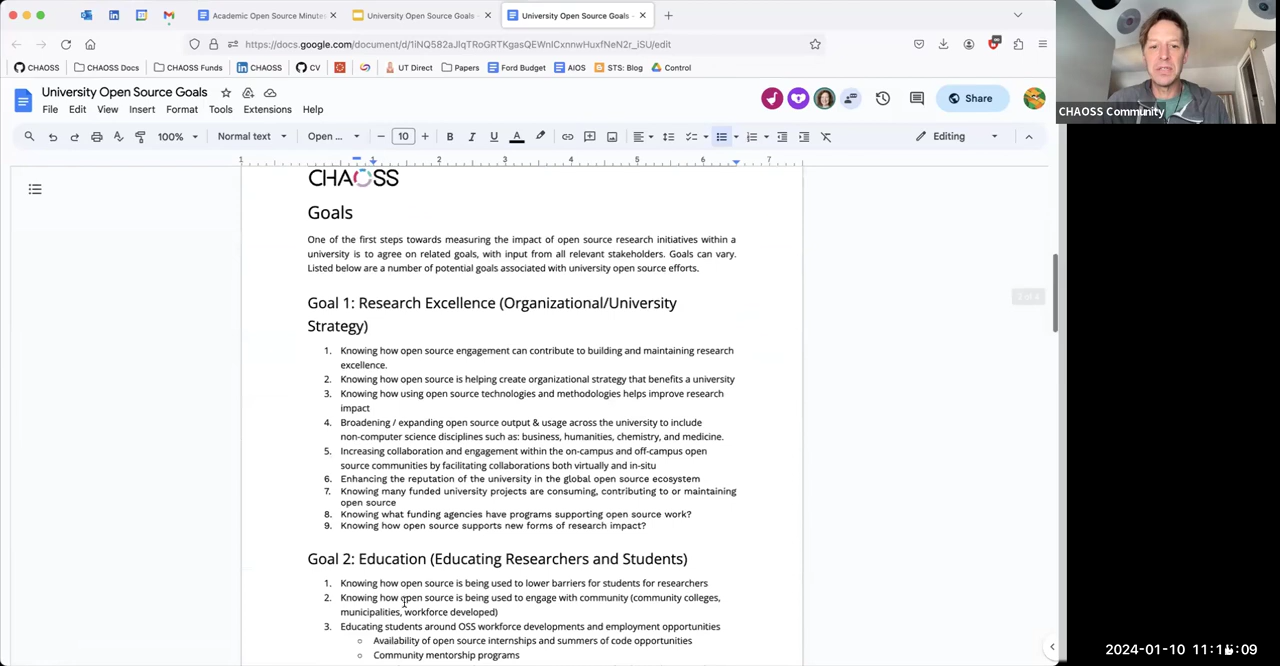 Academic Open Source Minutes
University Open Source Goals -
University Open Source Goals -
https://docs.google.com/document/d/1iNQ582aJIqTRoGRTKgasQEWnICxnnwHuxfNeN2r_iSU/edit
CHAOSS
CHAOSS Docs
CHAOSS Funds
CHAOSS
CV
UT Direct
Papers
Ford Budget
AIOS
STS: Blog
Control
University Open Source Goals
File Edit View Insert Format Tools Extensions Help
Share
100% Normal text Open ... 10 B I U A Editing
1 1 2 3 4 5 6 7
CHAOSS
Goals
One of the first steps towards measuring the impact of open source research initiatives within a
university is to agree on related goals, with input from all relevant stakeholders. Goals can vary.
Listed below are a number of potential goals associated with university open source efforts.
Goal 1: Research Excellence (Organizational/University
Strategy)
1. Knowing how open source engagement can contribute to building and maintaining research
excellence.
2. Knowing how open source is helping create organizational strategy that benefits a university
3. Knowing how using open source technologies and methodologies helps improve research
impact
4. Broadening / expanding open source output & usage across the university to include
non-computer science disciplines such as: business, humanities, chemistry, and medicine.
5. Increasing collaboration and engagement within the on-campus and off-campus open
source communities by facilitating collaborations both virtually and in-situ
6. Enhancing the reputation of the university in the global open source ecosystem
7. Knowing many funded university projects are consuming, contributing to or maintaining
open source
8. Knowing what funding agencies have programs supporting open source work?
9. Knowing how open source supports new forms of research impact?
Goal 2: Education (Educating Researchers and Students)
1. Knowing how open source is being used to lower barriers for students for researchers
2. Knowing how open source is being used to engage with community (community colleges,
municipalities, workforce developed)
3. Educating students around OSS workforce developments and employment opportunities
Availability of open source internships and summers of code opportunities
Community mentorship programs
CHAOSS Community
2024-01-10